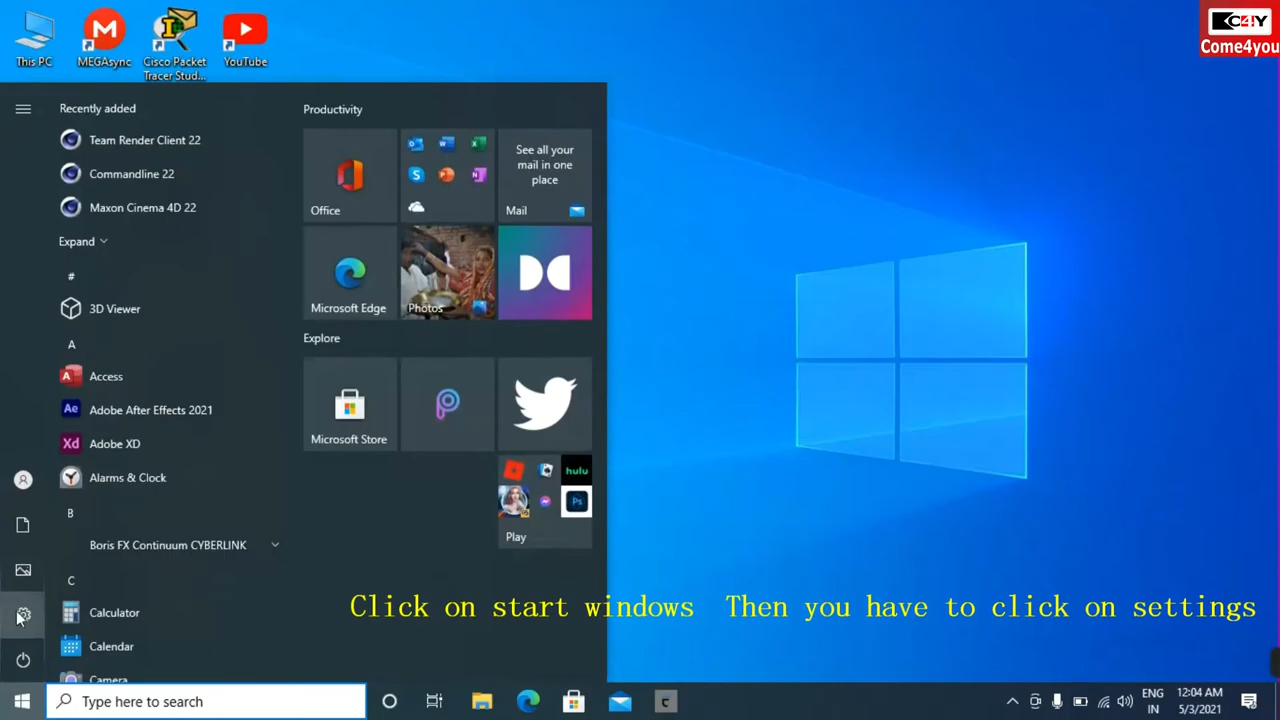 C4Y
Come4you
This PC
MEGAsync
Cisco Packet
Tracer Stud...
YouTube
Recently added
Team Render Client 22
Commandline 22
Maxon Cinema 4D 22
Expand
#
3D Viewer
A
Access
Adobe After Effects 2021
Adobe XD
Alarms & Clock
B
Boris FX Continuum CYBERLINK
C
Calculator
Calendar
Camera
Productivity
Office
See all your
mail in one
place
Mail
Microsoft Edge
Photos
Explore
Microsoft Store
hulu
Ps
Play
Click on start windows Then you have to click on settings
Type here to search
ENG
IN
12:04 AM
5/3/2021